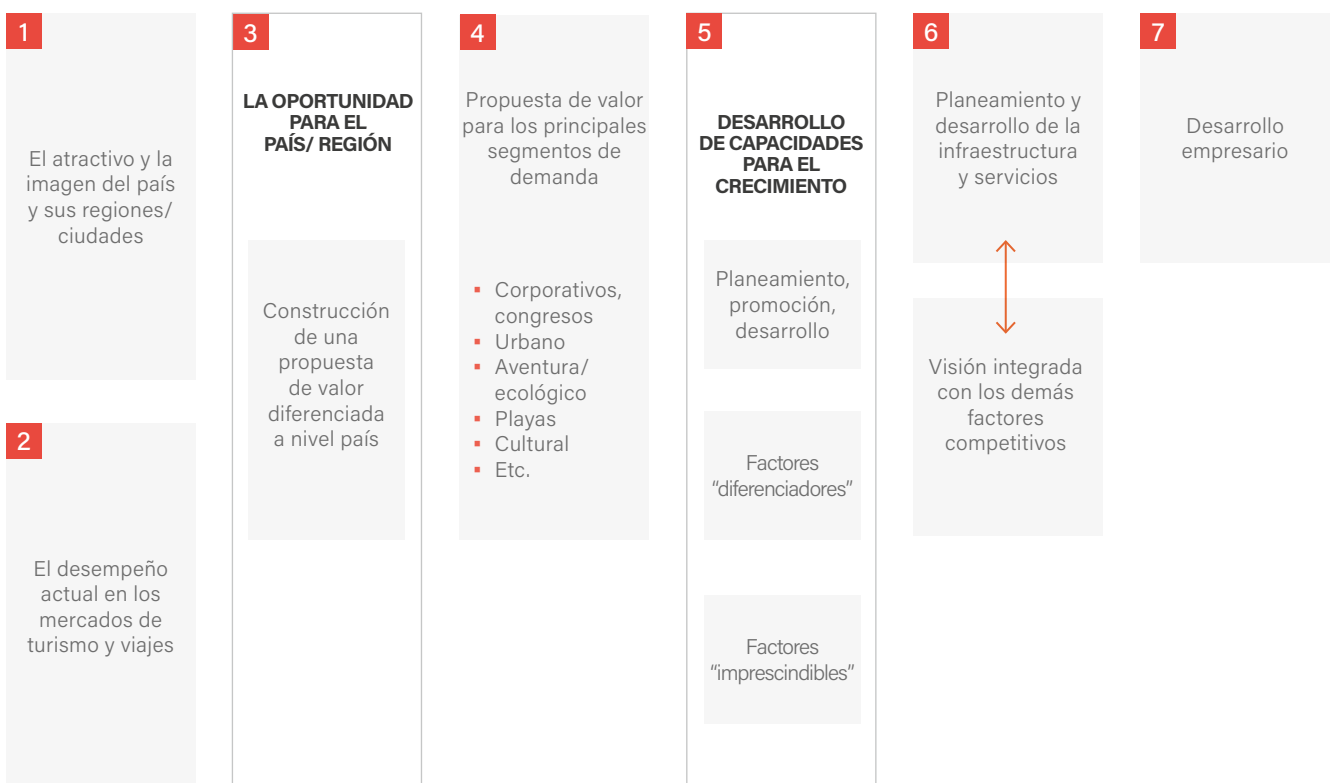 1
El atractivo y la
imagen del país
y sus regiones/
ciudades
2
El desempeño
actual en los
mercados de
turismo y viajes
3
LA OPORTUNIDAD
PARA EL
PAÍS/ REGIÓN
Construcción
de una
propuesta
de valor
diferenciada
a nivel país
4
Propuesta de valor
para los principales
segmentos de
demanda
▪ Corporativos,
congresos
▪ Urbano
▪ Aventura/
ecológico
▪ Playas
▪ Cultural
▪ Etc.
5
DESARROLLO
DE CAPACIDADES
PARA EL
CRECIMIENTO
Planeamiento,
promoción,
desarrollo
Factores
“diferenciadores”
Factores
“imprescindibles”
6
Planeamiento y
desarrollo de la
infraestructura
y servicios
Visión integrada
con los demás
factores
competitivos
7
Desarrollo
empresario